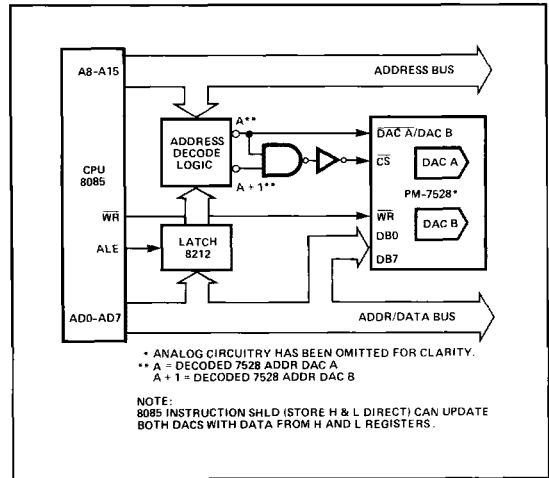 A8-A15
ADDRESS BUS
A**
ADDRESS
DECODE
LOGIC
DAC A/DAC B
CS
DAC A
CPU
8085
A + 1**
PM-7528*
WR
WR
DAC B
ALE
LATCH
8212
DB0
DB7
AD0-AD7
ADDR/DATA BUS
* ANALOG CIRCUITRY HAS BEEN OMITTED FOR CLARITY.
** A = DECODED 7528 ADDR DAC A
A + 1 = DECODED 7528 ADDR DAC B
NOTE:
8085 INSTRUCTION SHLD (STORE H & L DIRECT) CAN UPDATE
BOTH DACS WITH DATA FROM H AND L REGISTERS.